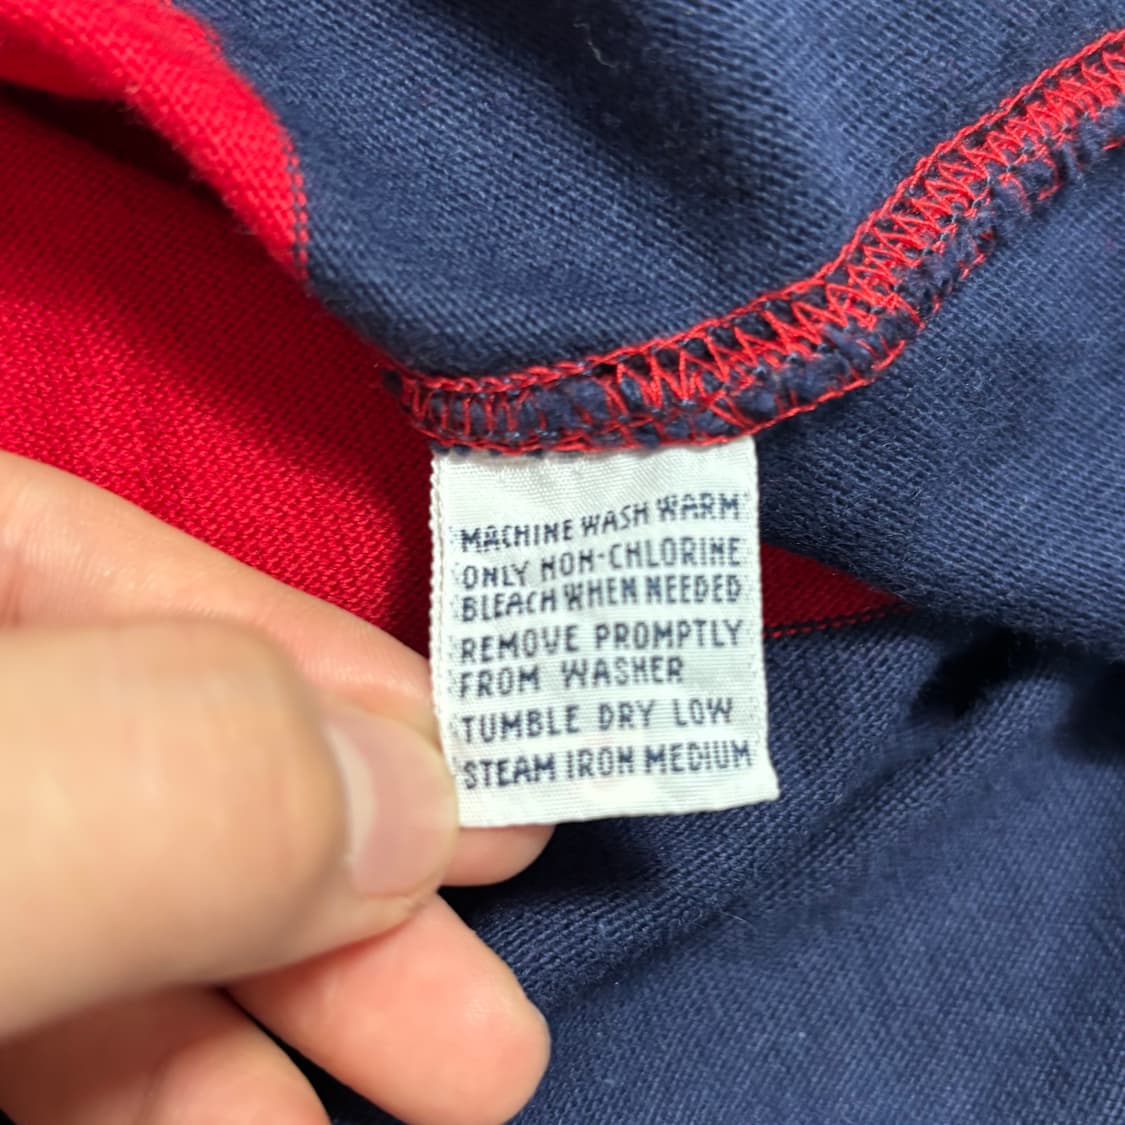 MACHINE WASH WARM
ONLY NON-CHLORINE
BLEACH WHEN NEEDED
REMOVE PROMPTLY
FROM WASHER
TUMBLE DRY LOW
STEAM IRON MEDIUM